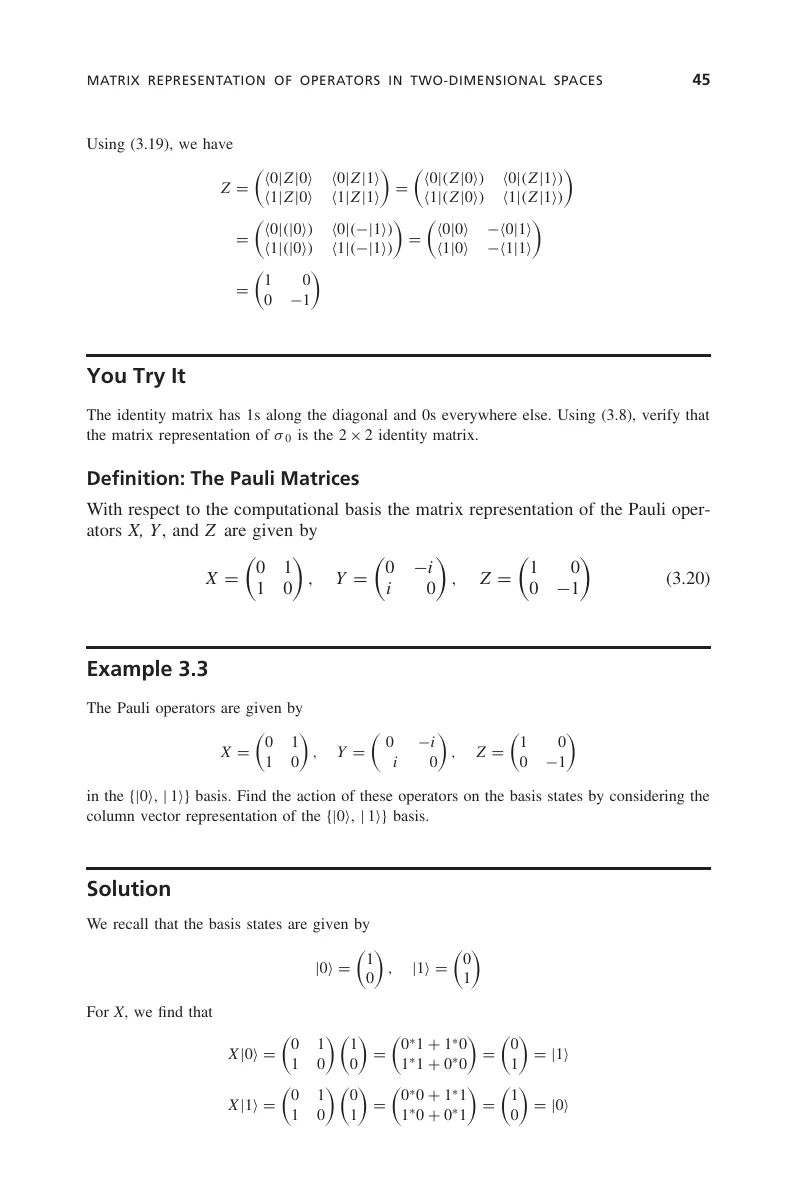 MATRIX REPRESENTATION OF OPERATORS IN TWO-DIMENSIONAL SPACES 45
Using (3.19), we have
Z = (⟨0|Z|0⟩ ⟨0|Z|1⟩ ; ⟨1|Z|0⟩ ⟨1|Z|1⟩) = (⟨0|(Z|0⟩) ⟨0|(Z|1⟩) ; ⟨1|(Z|0⟩) ⟨1|(Z|1⟩))
= (⟨0|(|0⟩) ⟨0|(−|1⟩) ; ⟨1|(|0⟩) ⟨1|(−|1⟩)) = (⟨0|0⟩ −⟨0|1⟩ ; ⟨1|0⟩ −⟨1|1⟩)
= (1 0 ; 0 −1)
You Try It
The identity matrix has 1s along the diagonal and 0s everywhere else. Using (3.8), verify that
the matrix representation of σ0 is the 2 × 2 identity matrix.
Definition: The Pauli Matrices
With respect to the computational basis the matrix representation of the Pauli oper-
ators X, Y, and Z are given by
X = (0 1 ; 1 0), Y = (0 −i ; i 0), Z = (1 0 ; 0 −1) (3.20)
Example 3.3
The Pauli operators are given by
X = (0 1 ; 1 0), Y = (0 −i ; i 0), Z = (1 0 ; 0 −1)
in the {|0⟩, |1⟩} basis. Find the action of these operators on the basis states by considering the
column vector representation of the {|0⟩, |1⟩} basis.
Solution
We recall that the basis states are given by
|0⟩ = (1 ; 0), |1⟩ = (0 ; 1)
For X, we find that
X|0⟩ = (0 1 ; 1 0)(1 ; 0) = (0*1 + 1*0 ; 1*1 + 0*0) = (0 ; 1) = |1⟩
X|1⟩ = (0 1 ; 1 0)(0 ; 1) = (0*0 + 1*1 ; 1*0 + 0*1) = (1 ; 0) = |0⟩